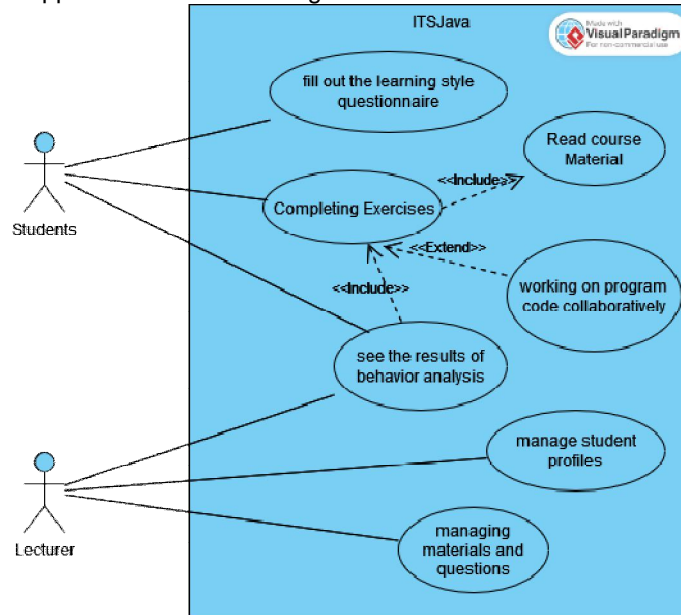 ITSJava
Made with
VisualParadigm
For non-commercial use
fill out the learning style
questionnaire
Read course
Material
<<Include>>
Students
Completing Exercises
<<Extend>>
working on program
code collaboratively
<<Include>>
see the results of
behavior analysis
manage student
profiles
Lecturer
managing
materials and
questions